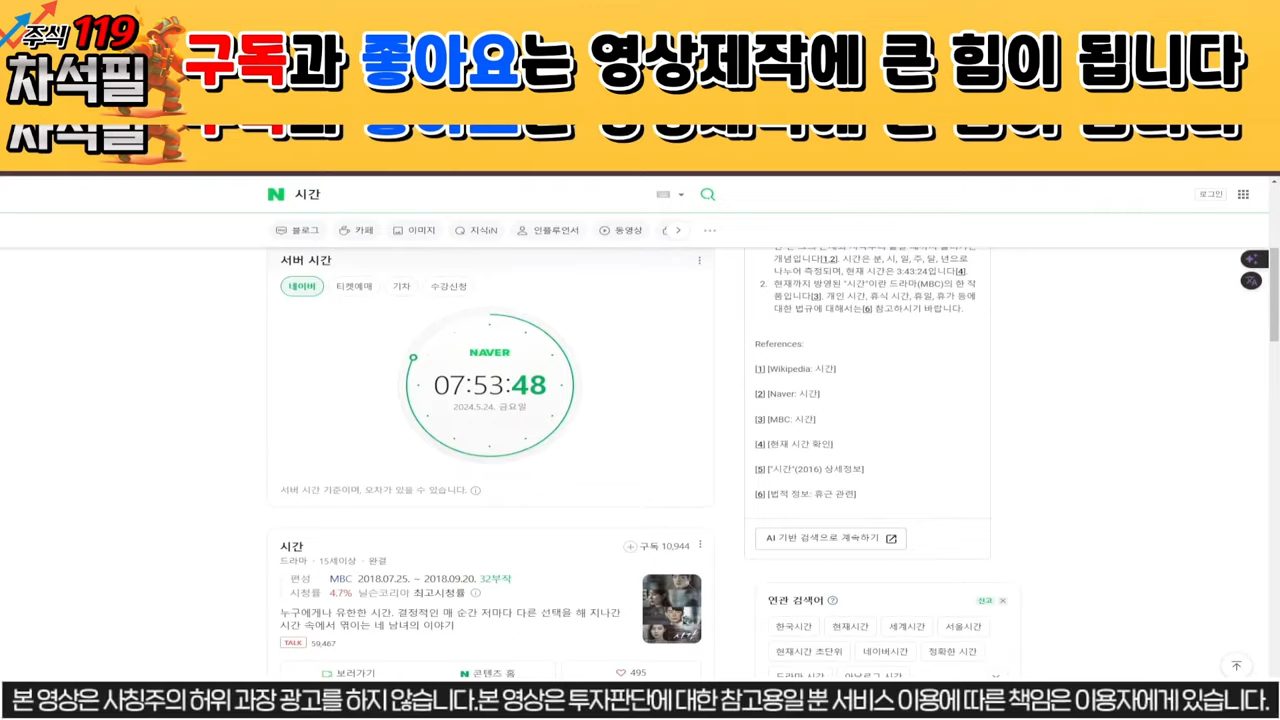 주식 119
차석필
구독과 좋아요는 영상제작에 큰 힘이 됩니다
시간
로그인
블로그 카페 이미지 지식iN 인플루언서 동영상
서버 시간
네이버 티켓예매 기차 수강신청
NAVER
07:53:48
2024.5.24. 금요일
서버 시간 기준이며, 오차가 있을 수 있습니다.
개념입니다[1,2]. 시간은 분, 시, 일, 주, 달, 년으로
나누어 측정되며, 현재 시간은 3:43:24입니다[4].
2. 현재까지 방영된 "시간"이란 드라마(MBC)의 한 작
품입니다[3]. 개인 시간, 휴식 시간, 휴일, 휴가 등에
대한 법규에 대해서는[6] 참고하시기 바랍니다.
References:
[1] [Wikipedia: 시간]
[2] [Naver: 시간]
[3] [MBC: 시간]
[4] [현재 시간 확인]
[5] ["시간"(2016) 상세정보]
[6] [법적 정보: 휴근 관련]
AI 기반 검색으로 계속하기
시간
구독 10,944
드라마 · 15세이상 · 완결
편성 MBC 2018.07.25. ~ 2018.09.20. 32부작
시청률 4.7% 닐슨코리아 최고시청률
누구에게나 유한한 시간. 결정적인 매 순간 저마다 다른 선택을 해 지나간
시간 속에서 엮이는 네 남녀의 이야기
TALK 59,467
보러가기 콘텐츠 홈 495
연관 검색어 신고
한국시간 현재시간 세계시간 서울시간
현재시간 초단위 네이버시간 정확한 시간
본 영상은 사칭주의 허위 과장 광고를 하지 않습니다.본 영상은 투자판단에 대한 참고용일 뿐 서비스 이용에 따른 책임은 이용자에게 있습니다.